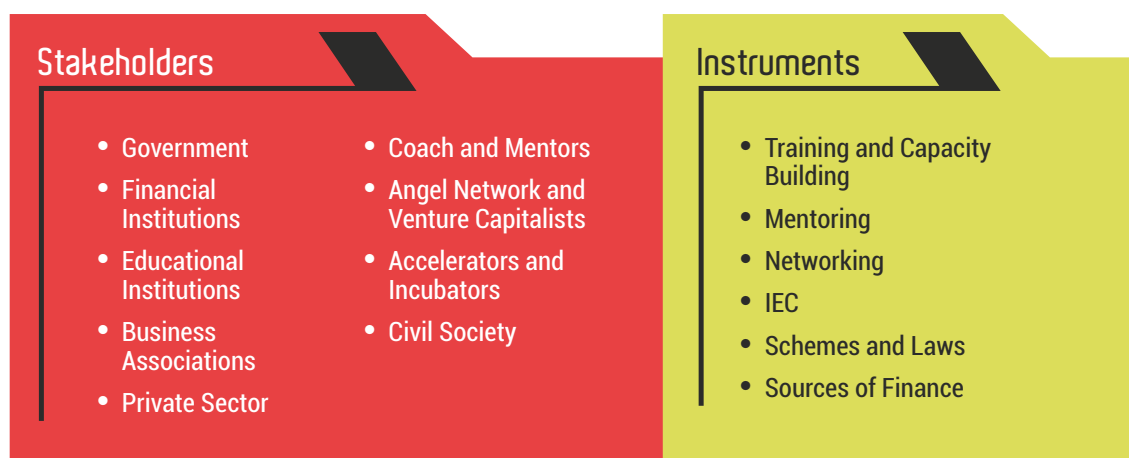 Stakeholders
• Government
• Financial
Institutions
• Educational
Institutions
• Business
Associations
• Private Sector
• Coach and Mentors
• Angel Network and
Venture Capitalists
• Accelerators and
Incubators
• Civil Society
Instruments
• Training and Capacity
Building
• Mentoring
• Networking
• IEC
• Schemes and Laws
• Sources of Finance